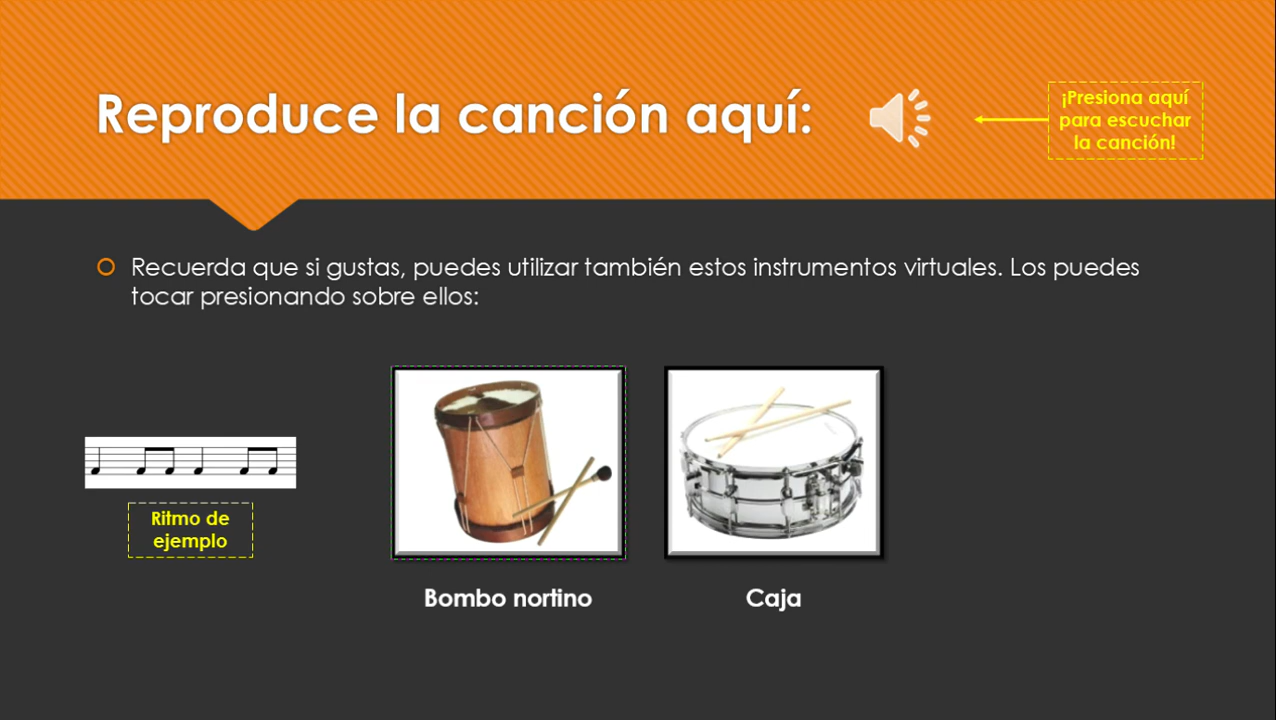 Reproduce la canción aquí:
¡Presiona aquí
para escuchar
la canción!
Recuerda que si gustas, puedes utilizar también estos instrumentos virtuales. Los puedes
tocar presionando sobre ellos:
Ritmo de
ejemplo
Bombo nortino
Caja